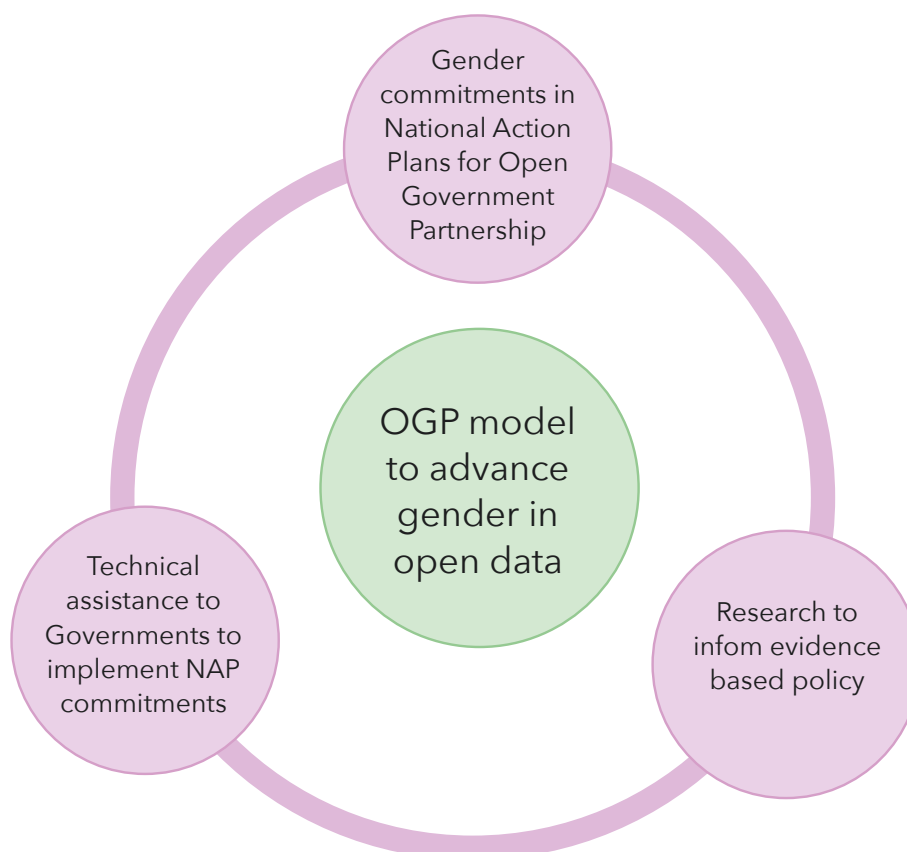 Gender
commitments in
National Action
Plans for Open
Government
Partnership
OGP model
to advance
gender in
open data
Technical
assistance to
Governments to
implement NAP
commitments
Research to
infom evidence
based policy